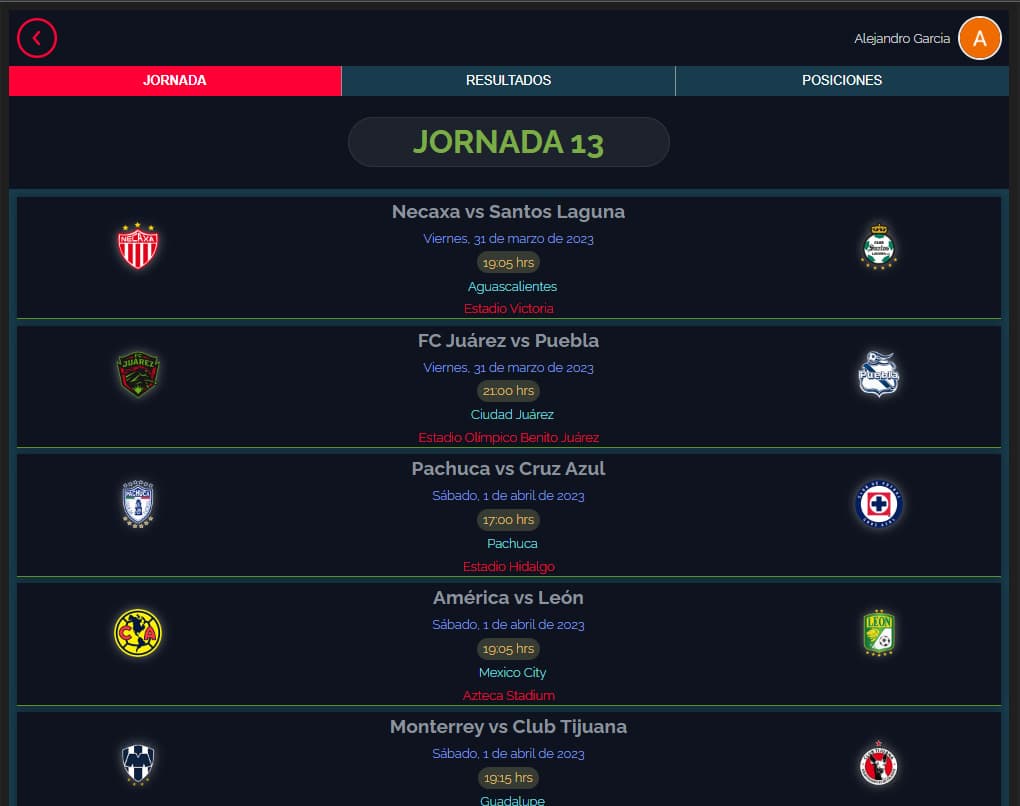 Alejandro Garcia
A
JORNADA
RESULTADOS
POSICIONES
JORNADA 13
Necaxa vs Santos Laguna
Viernes, 31 de marzo de 2023
19:05 hrs
Aguascalientes
Estadio Victoria
NECAXA
FC Juárez vs Puebla
Viernes, 31 de marzo de 2023
21:00 hrs
Ciudad Juárez
Estadio Olímpico Benito Juárez
JUÁREZ
Puebla
Pachuca vs Cruz Azul
Sábado, 1 de abril de 2023
17:00 hrs
Pachuca
Estadio Hidalgo
PACHUCA
América vs León
Sábado, 1 de abril de 2023
19:05 hrs
Mexico City
Azteca Stadium
C A
LEON
Monterrey vs Club Tijuana
Sábado, 1 de abril de 2023
19:15 hrs
Guadalupe